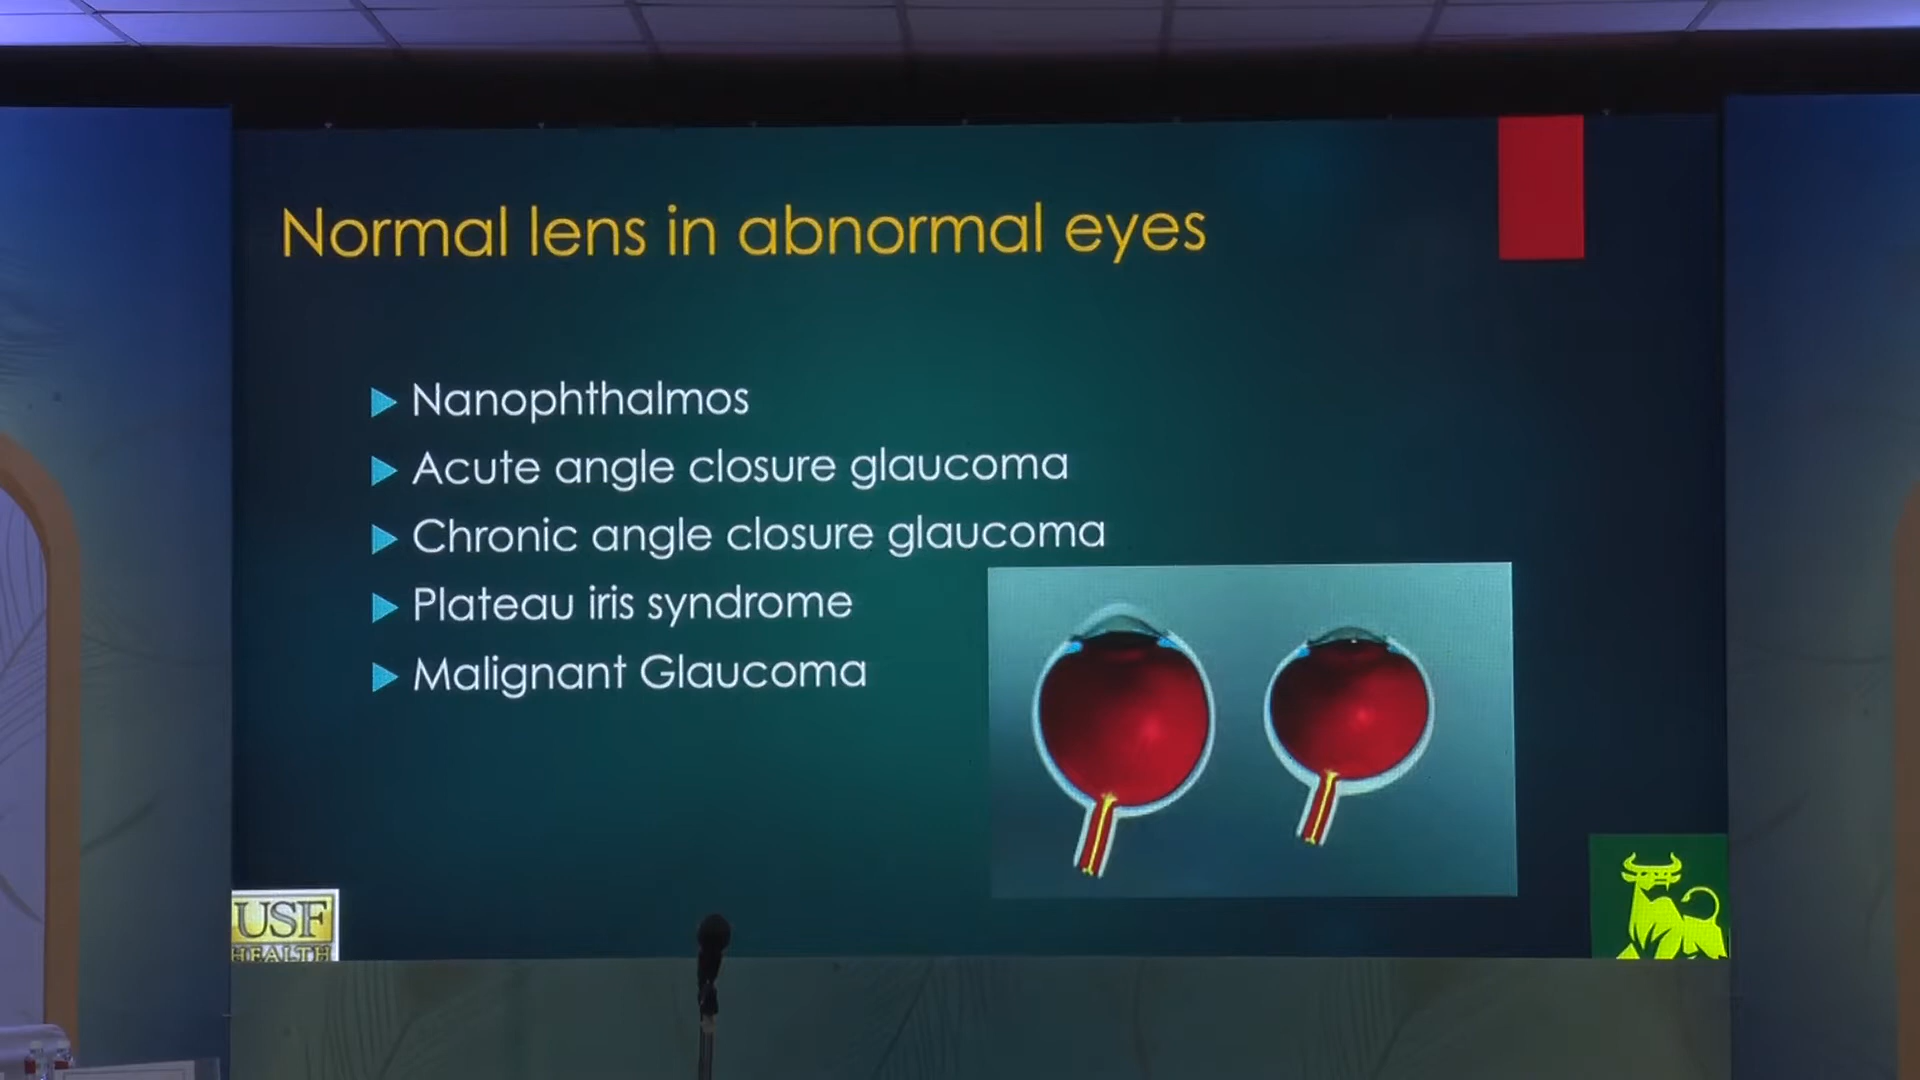 Normal lens in abnormal eyes
Nanophthalmos
Acute angle closure glaucoma
Chronic angle closure glaucoma
Plateau iris syndrome
Malignant Glaucoma
USF
HEALTH